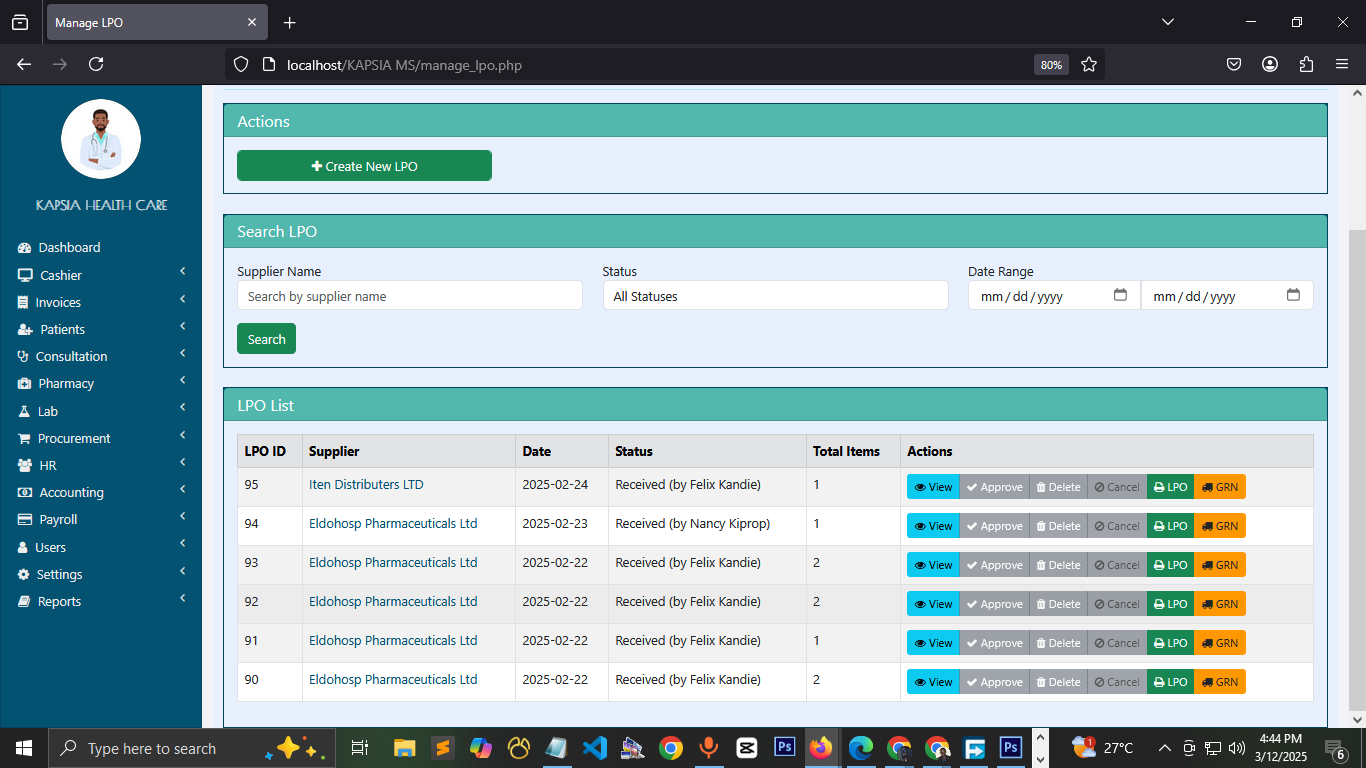 Manage LPO
localhost/KAPSIA MS/manage_lpo.php
80%
KAPSIA HEALTH CARE
Dashboard
Cashier
Invoices
Patients
Consultation
Pharmacy
Lab
Procurement
HR
Accounting
Payroll
Users
Settings
Reports
Actions
Create New LPO
Search LPO
Supplier Name Status Date Range
Search by supplier name All Statuses mm/dd/yyyy mm/dd/yyyy
Search
LPO List
LPO ID Supplier Date Status Total Items Actions
95 Iten Distributers LTD 2025-02-24 Received (by Felix Kandie) 1 View Approve Delete Cancel LPO GRN
94 Eldohosp Pharmaceuticals Ltd 2025-02-23 Received (by Nancy Kiprop) 1 View Approve Delete Cancel LPO GRN
93 Eldohosp Pharmaceuticals Ltd 2025-02-22 Received (by Felix Kandie) 2 View Approve Delete Cancel LPO GRN
92 Eldohosp Pharmaceuticals Ltd 2025-02-22 Received (by Felix Kandie) 2 View Approve Delete Cancel LPO GRN
91 Eldohosp Pharmaceuticals Ltd 2025-02-22 Received (by Felix Kandie) 1 View Approve Delete Cancel LPO GRN
90 Eldohosp Pharmaceuticals Ltd 2025-02-22 Received (by Felix Kandie) 2 View Approve Delete Cancel LPO GRN
Type here to search
Ps
Ps
1
27°C
4:44 PM
3/12/2025
6